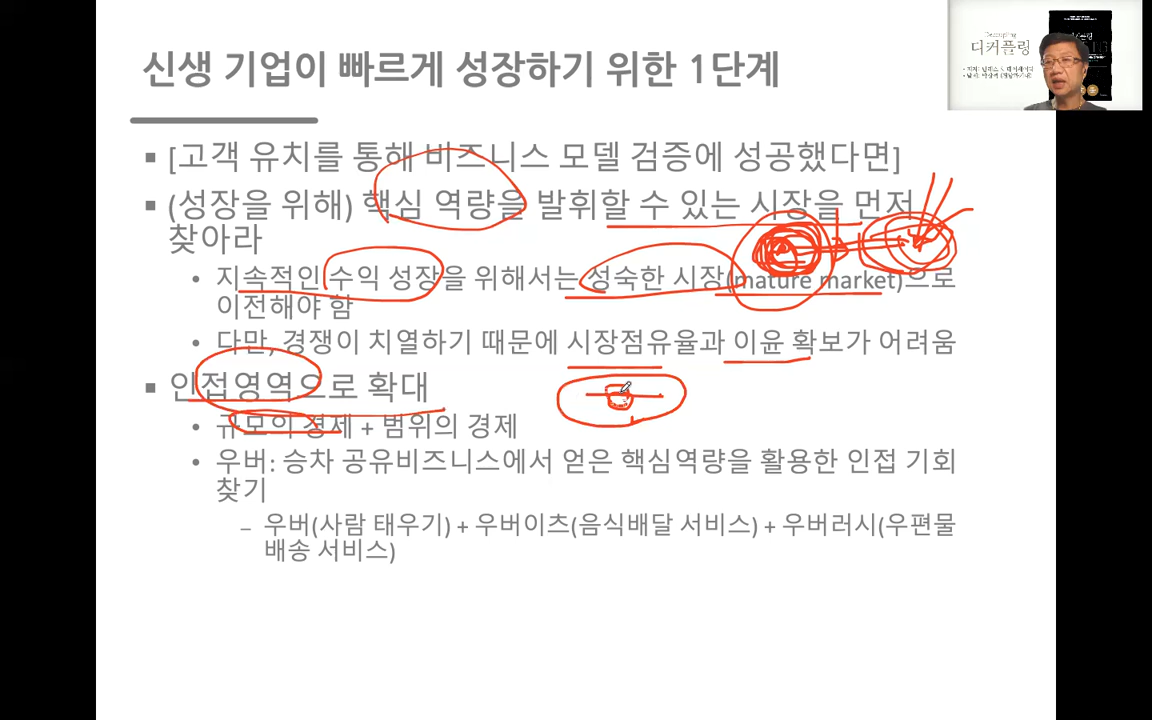 신생 기업이 빠르게 성장하기 위한 1단계
Decoupling
디커플링
[고객 유치를 통해 비즈니스 모델 검증에 성공했다면]
(성장을 위해) 핵심 역량을 발휘할 수 있는 시장을 먼저
찾아라
지속적인 수익 성장을 위해서는 성숙한 시장(mature market)으로
이전해야 함
다만, 경쟁이 치열하기 때문에 시장점유율과 이윤 확보가 어려움
인접영역으로 확대
규모의 경제 + 범위의 경제
우버: 승차 공유비즈니스에서 얻은 핵심역량을 활용한 인접 기회
찾기
– 우버(사람 태우기) + 우버이츠(음식배달 서비스) + 우버러시(우편물
배송 서비스)